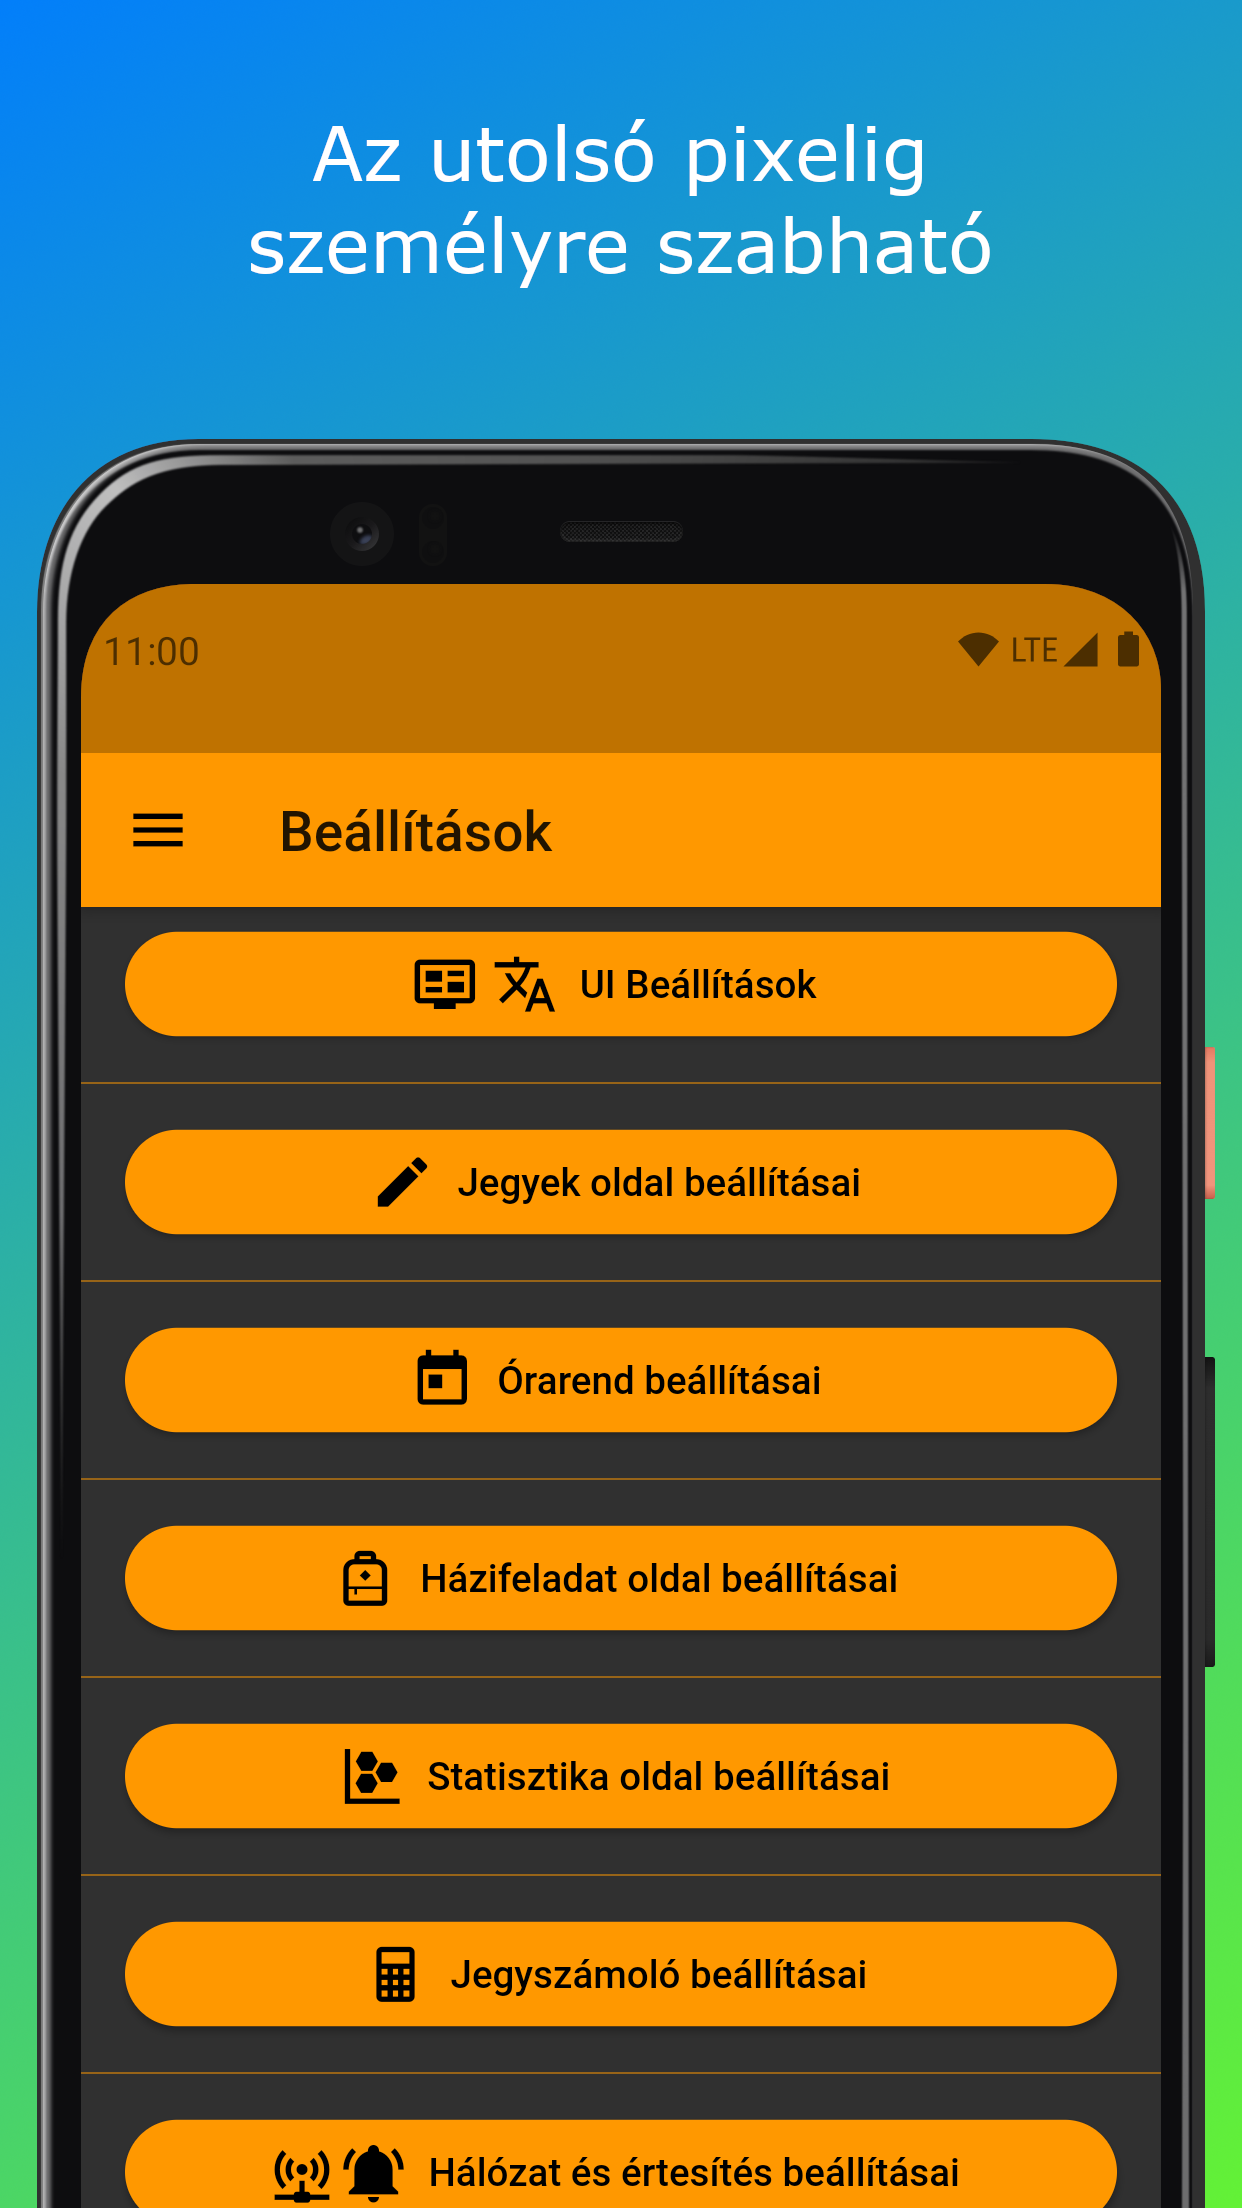 Az utolsó pixelig
személyre szabható
11:00
LTE
Beállítások
UI Beállítások
Jegyek oldal beállításai
Órarend beállításai
Házifeladat oldal beállításai
Statisztika oldal beállításai
Jegyszámoló beállításai
Hálózat és értesítés beállításai